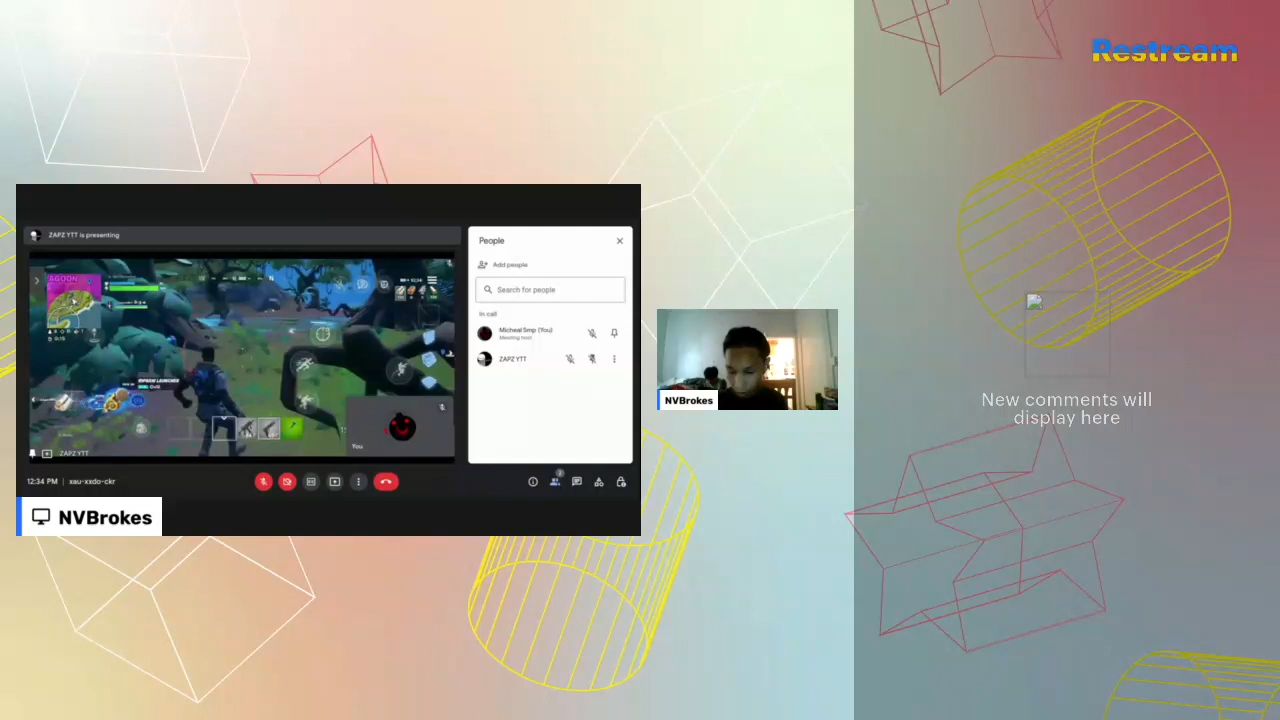 Restream
ZAPZ YTT is presenting
People
Add people
Search for people
In call
Micheal Smp (You)
Meeting host
ZAPZ YTT
You
ZAPZ YTT
12:34 PM | xau-xxdo-ckr
2
NVBrokes
NVBrokes
New comments will
display here